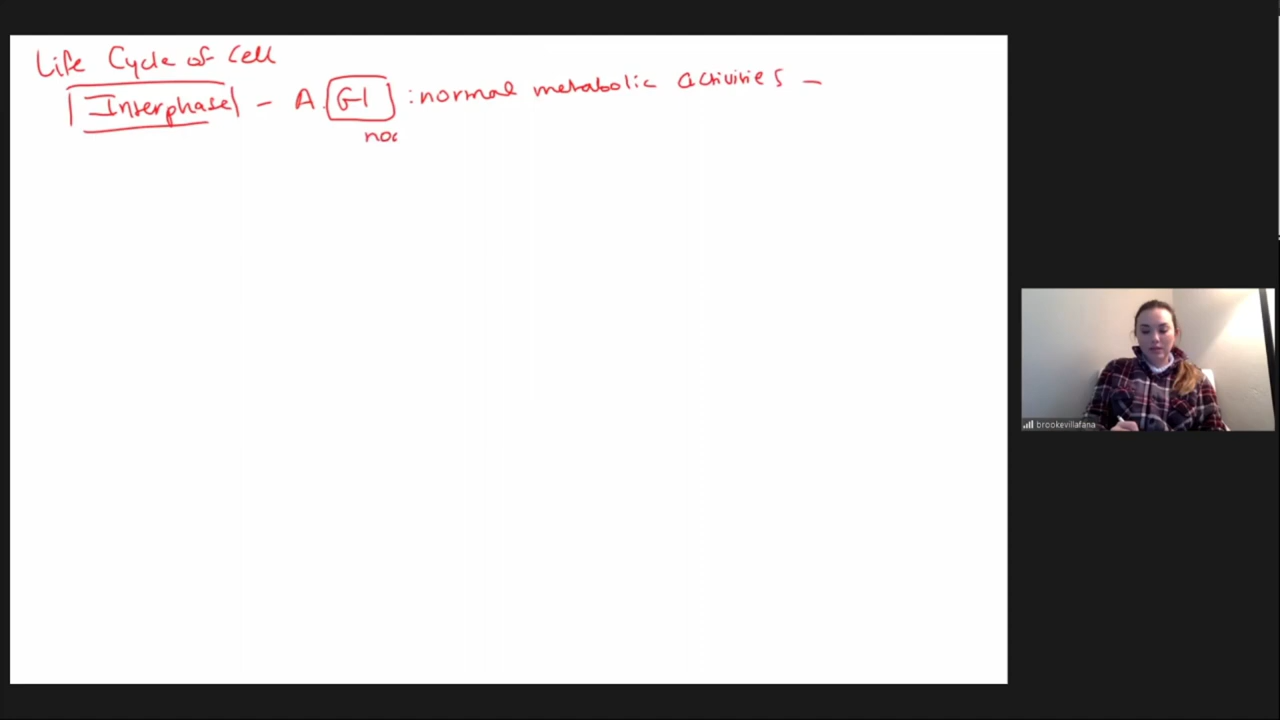 Life Cycle of Cell
Interphase - A. G1 : normal metabolic activities -
brookevillafana